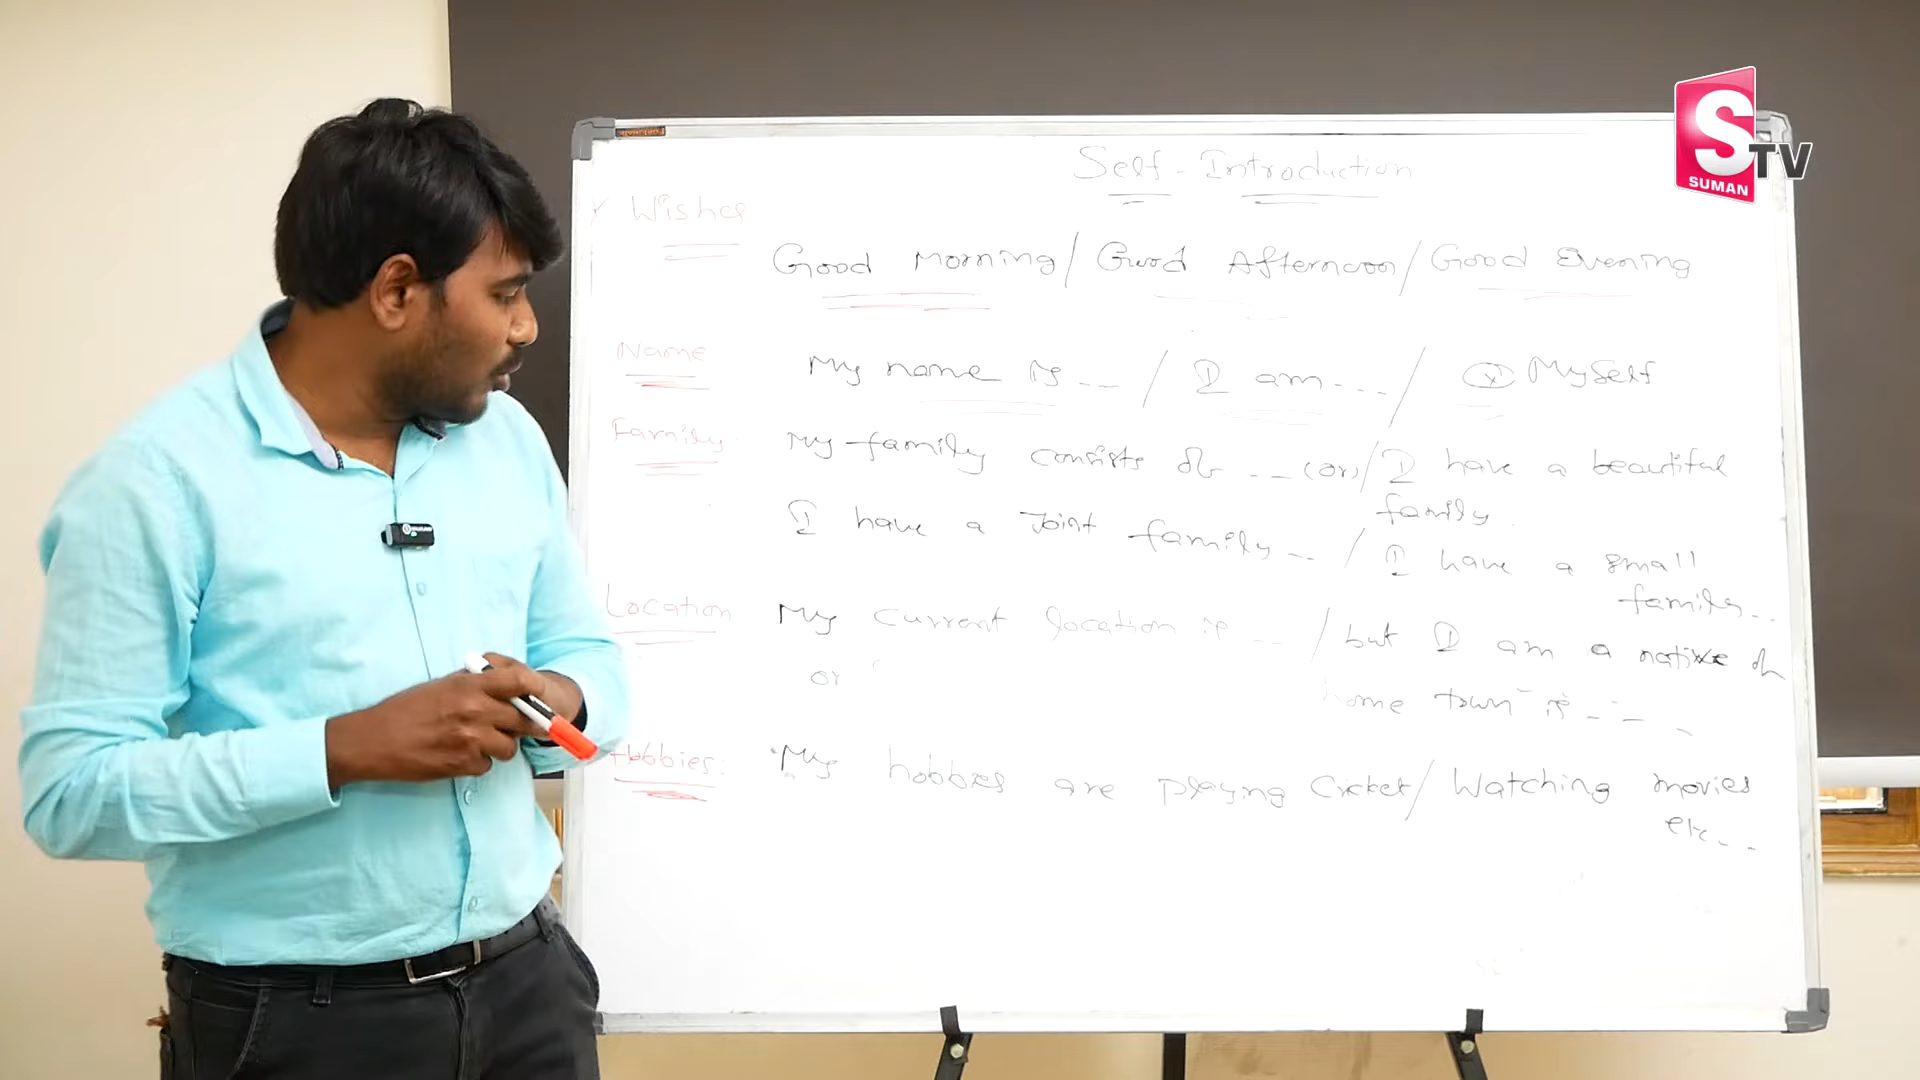 Self-Introduction
Wishes
Good Morning / Good Afternoon / Good Evening
Name
My name is -- / I am --- / (x) Myself
Family
My family consists of --- (or) / I have a beautiful
family.
I have a Joint family -- / I have a small
family --
Location
My current location is -- / but I am a native of
or
home town is ---
Hobbies:
My hobbies are playing Cricket / Watching movies
etc --
S TV
SUMAN